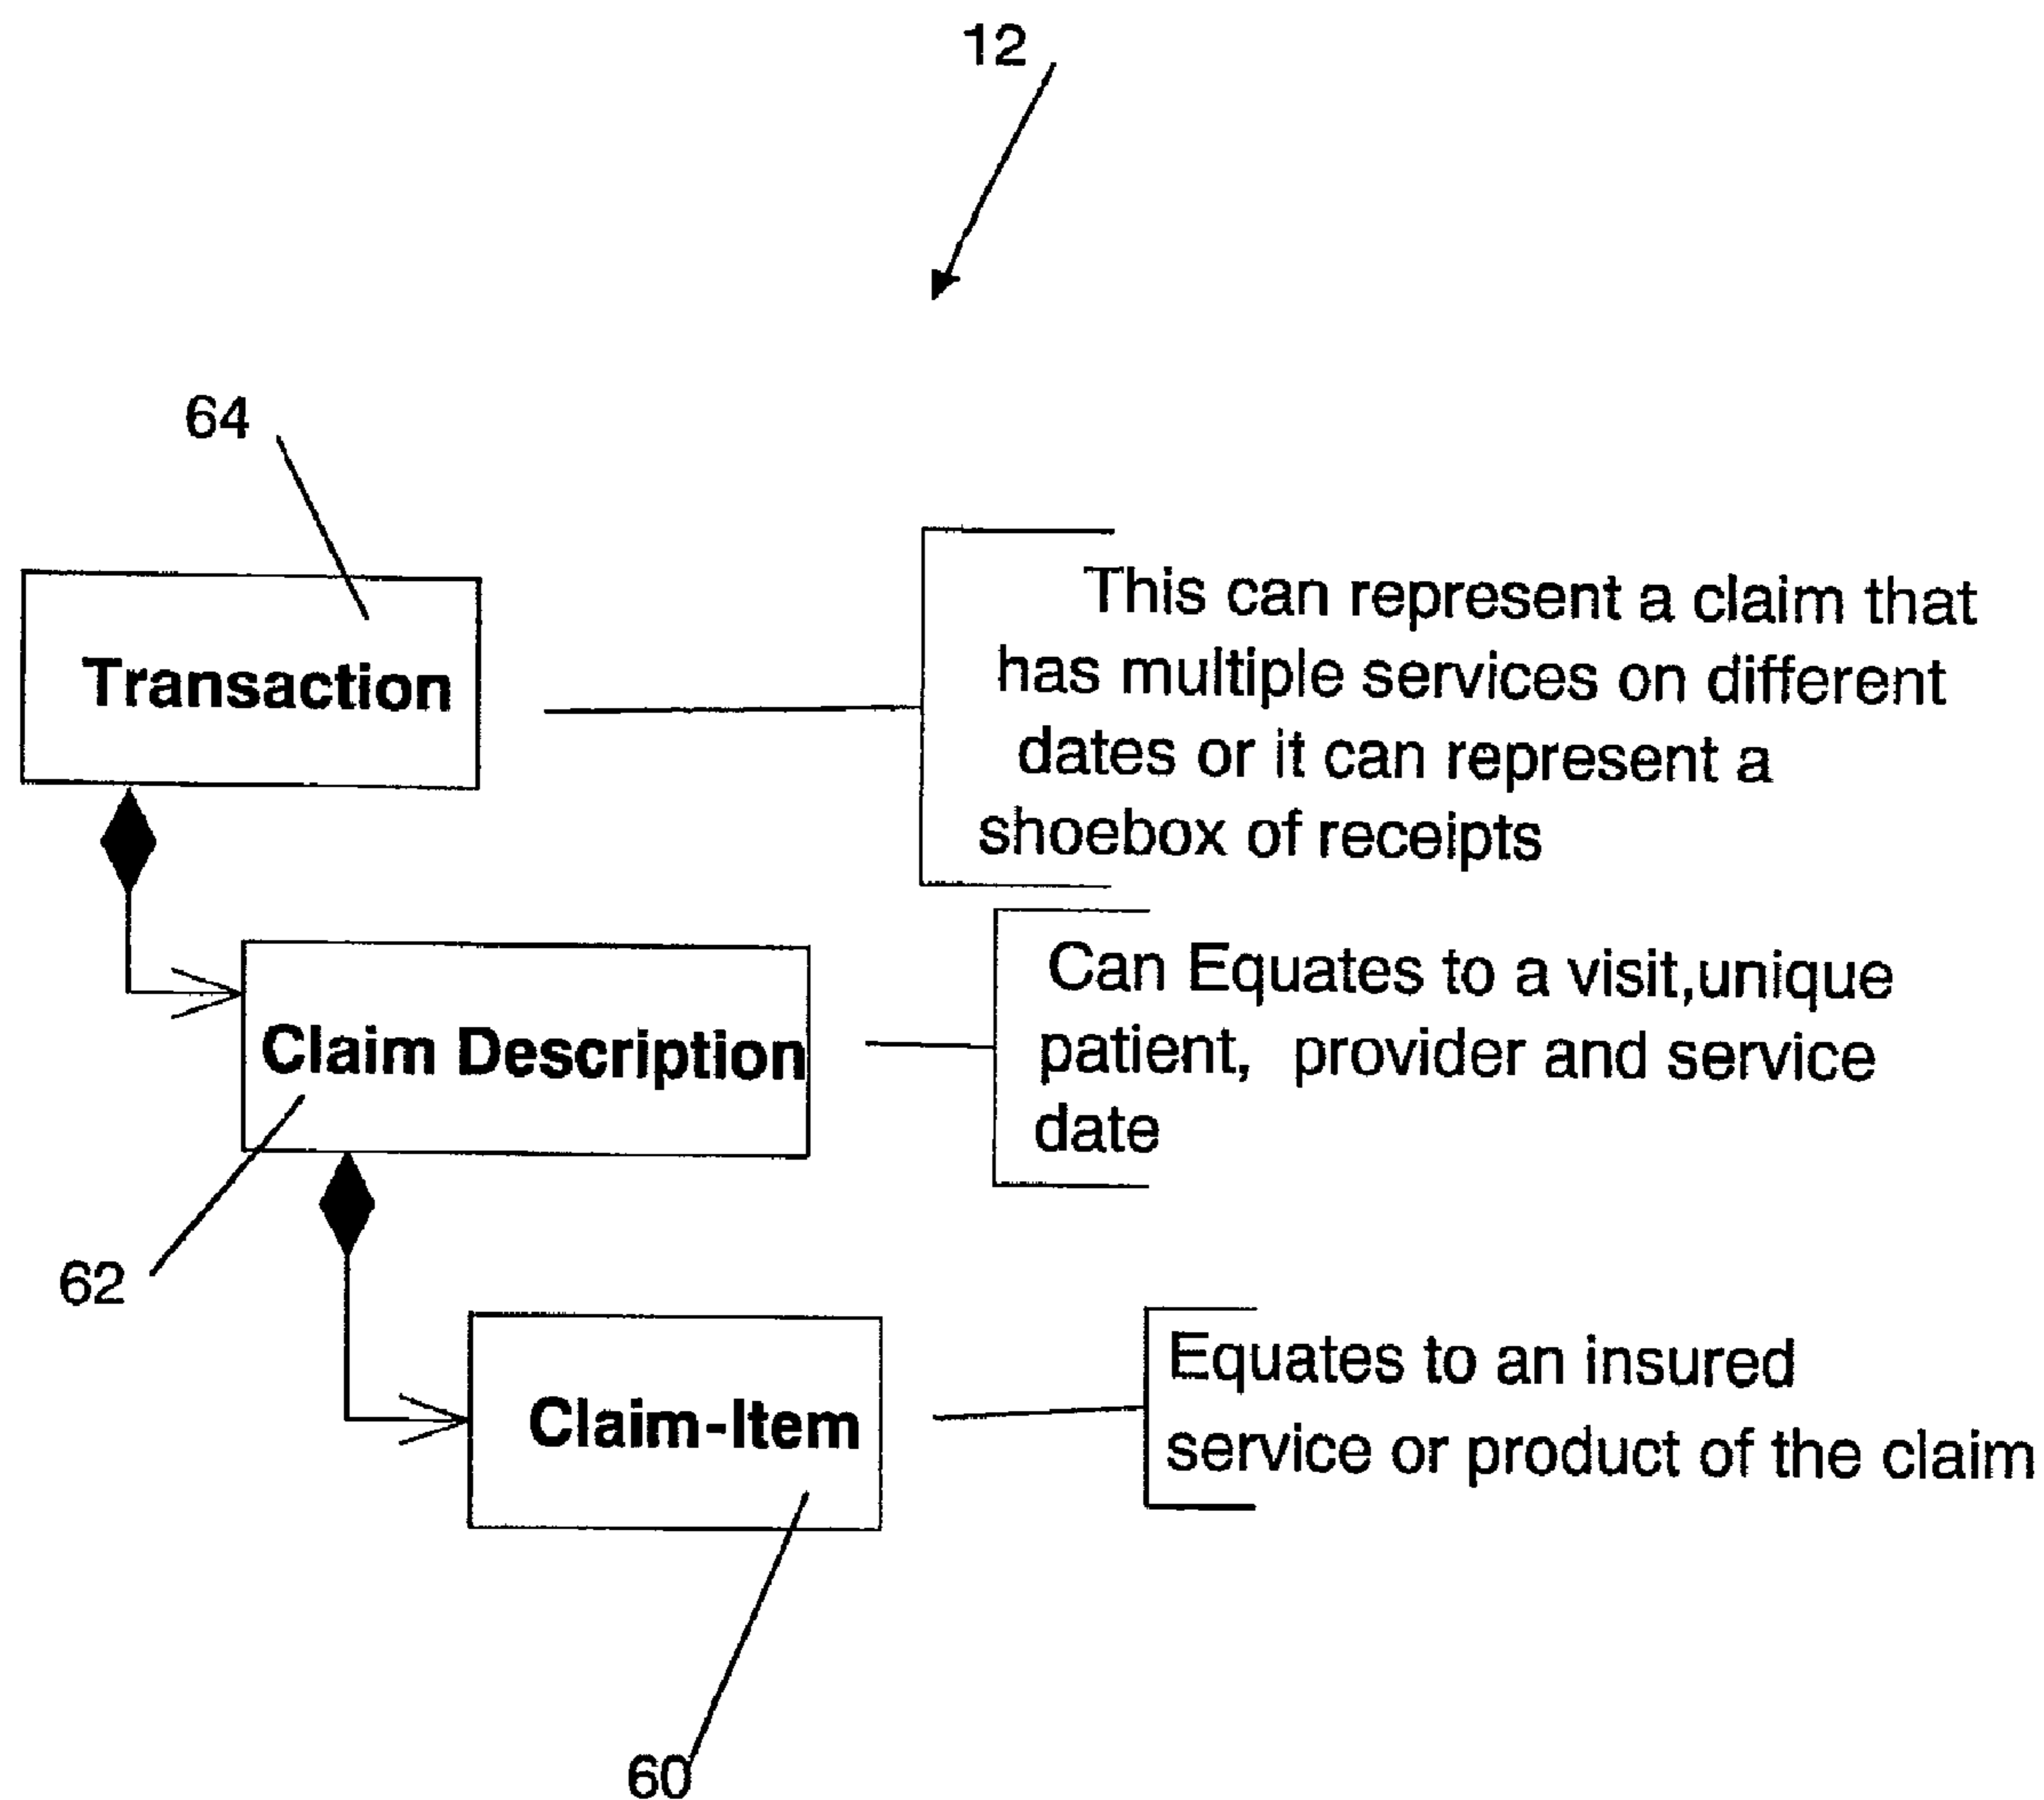 12
64
Transaction
This can represent a claim that
has multiple services on different
dates or it can represent a
shoebox of receipts
Claim Description
Can Equates to a visit,unique
patient, provider and service
date
62
Claim-Item
Equates to an insured
service or product of the claim
60